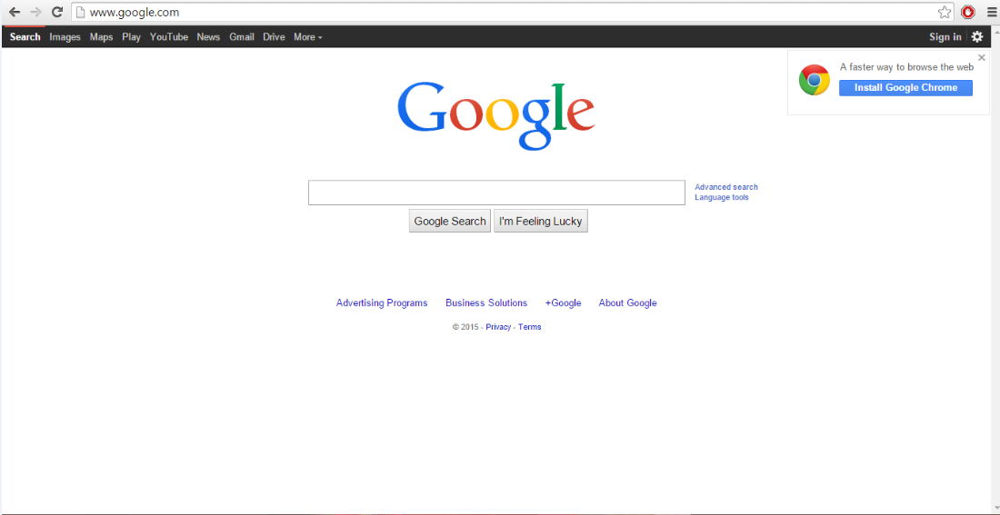 www.google.com
Search Images Maps Play YouTube News Gmail Drive More Sign in
A faster way to browse the web
Install Google Chrome
Google
Advanced search
Language tools
Google Search I'm Feeling Lucky
Advertising Programs Business Solutions +Google About Google
© 2015 - Privacy - Terms